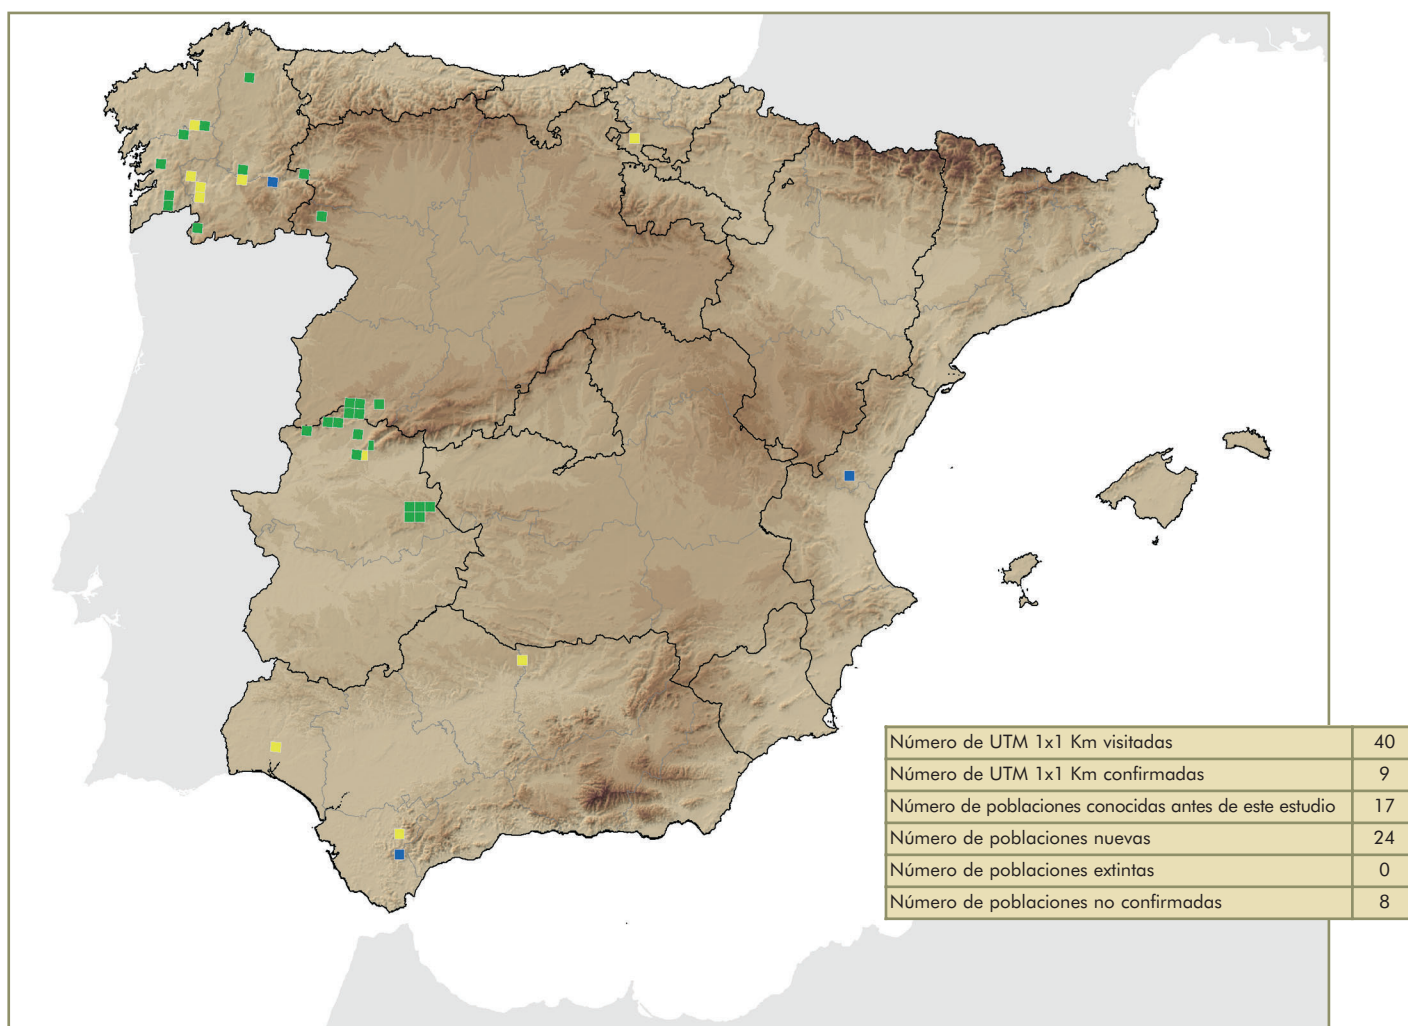 Número de UTM 1x1 Km visitadas 40
Número de UTM 1x1 Km confirmadas 9
Número de poblaciones conocidas antes de este estudio 17
Número de poblaciones nuevas 24
Número de poblaciones extintas 0
Número de poblaciones no confirmadas 8